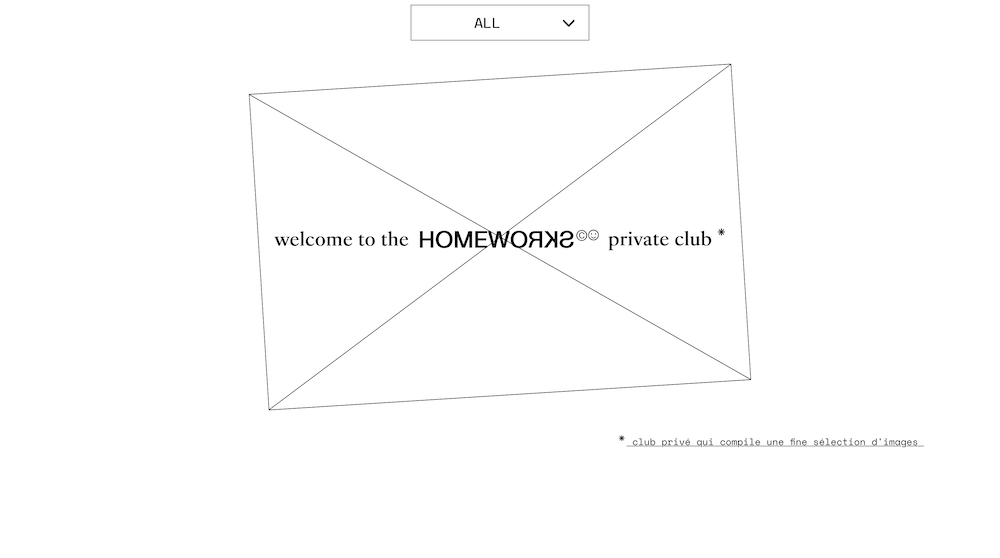 ALL
welcome to the HOMEWORKS©☺ private club *
* club privé qui compile une fine sélection d'images